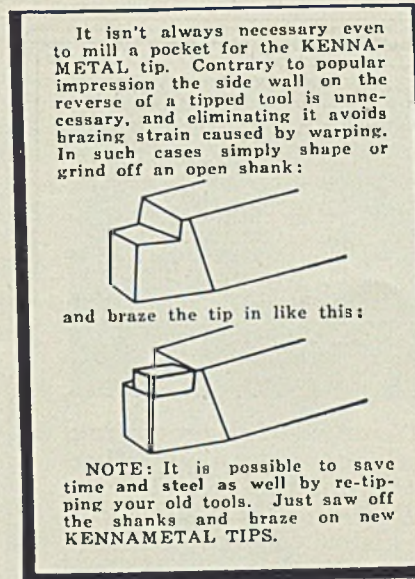 It isn't always necessary even
to mill a pocket for the KENNA-
METAL tip. Contrary to popular
impression the side wall on the
reverse of a tipped tool is unne-
cessary, and eliminating it avoids
brazing strain caused by warping.
In such cases simply shape or
grind off an open shank:
and braze the tip in like this:
NOTE: It is possible to save
time and steel as well by re-tip-
ping your old tools. Just saw off
the shanks and braze on new
KENNAMETAL TIPS.